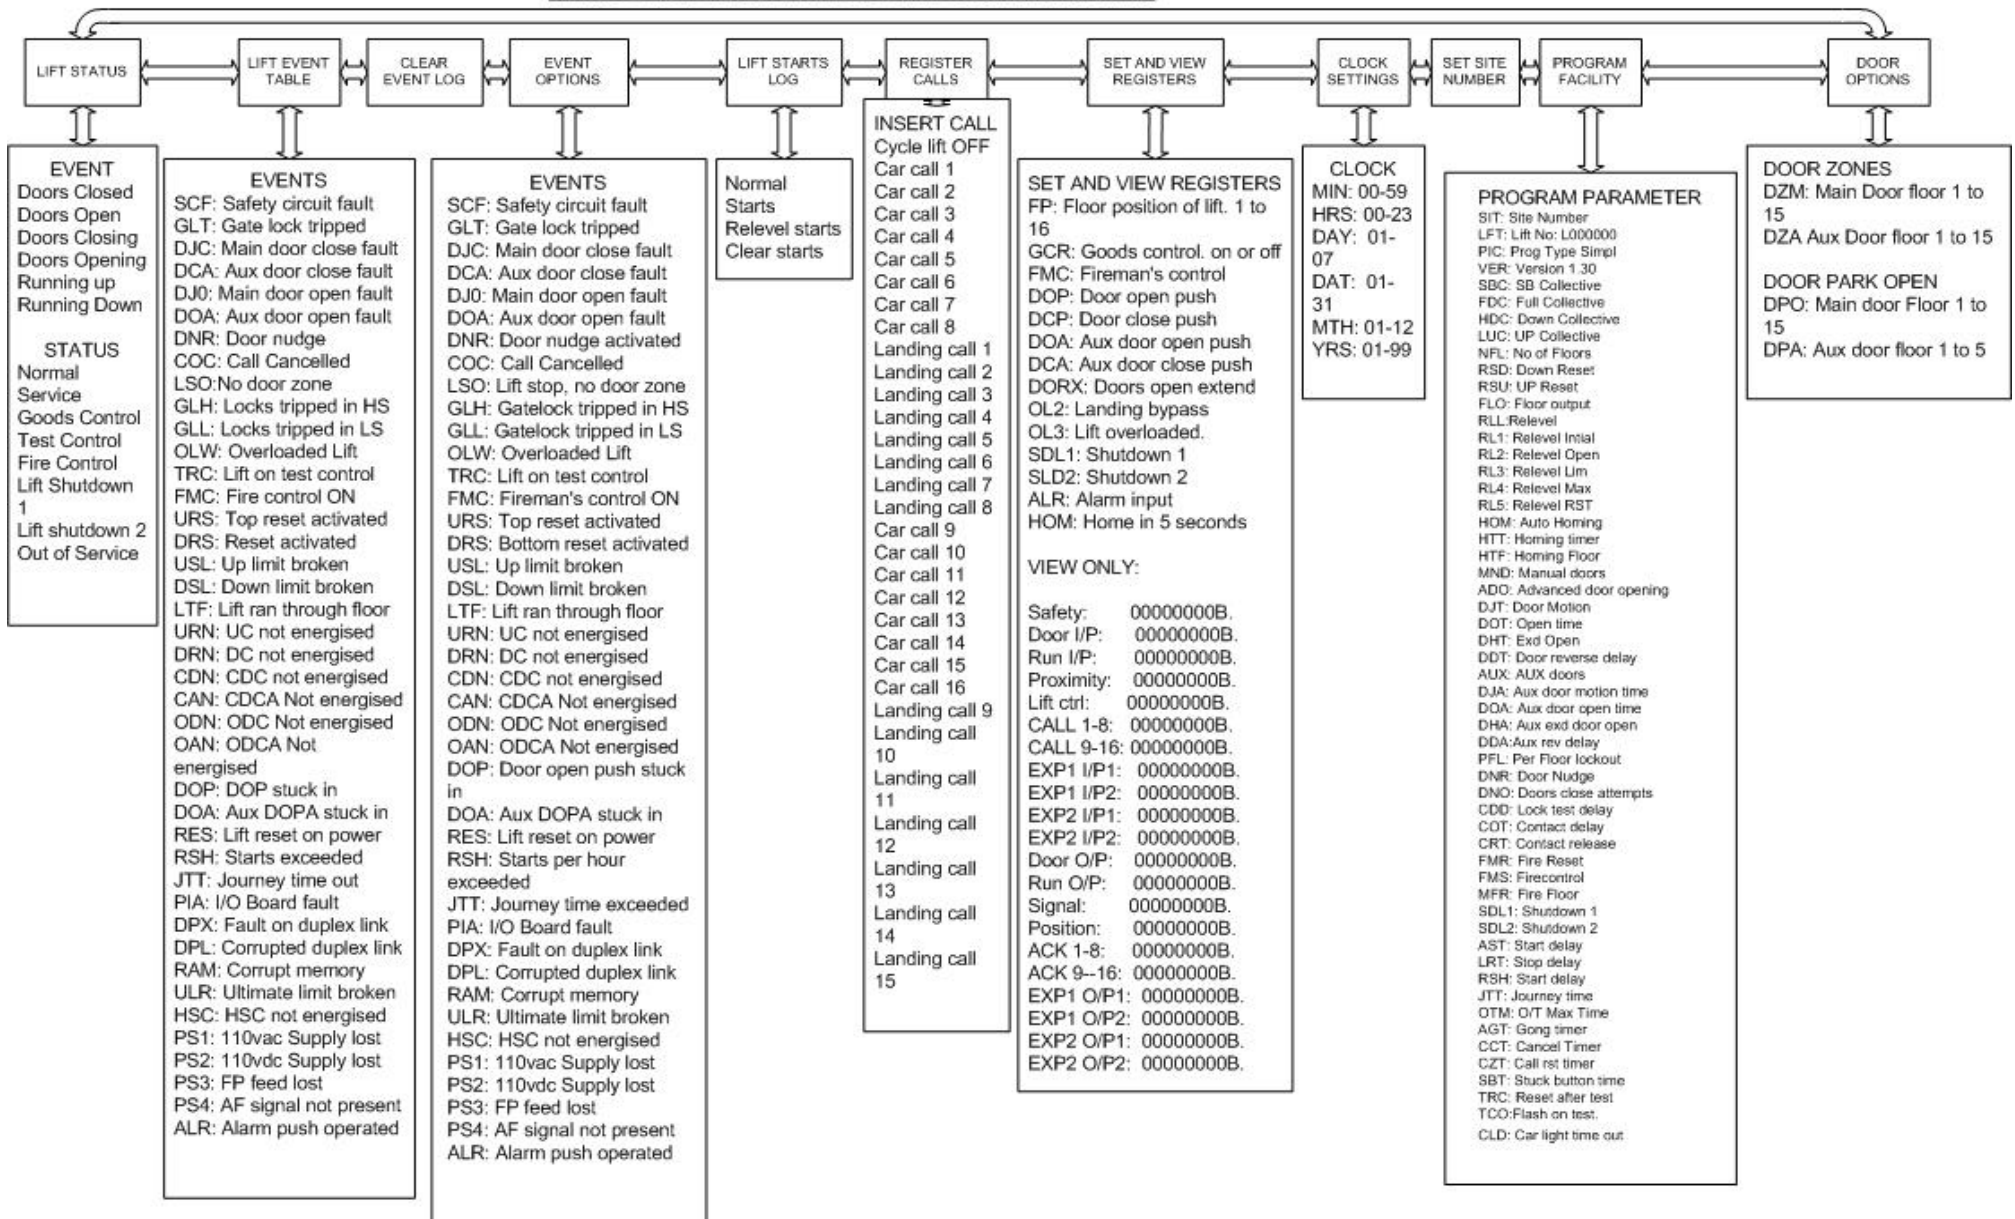 LIFT STATUS
LIFT EVENT
TABLE
CLEAR
EVENT LOG
EVENT
OPTIONS
LIFT STARTS
LOG
REGISTER
CALLS
SET AND VIEW
REGISTERS
CLOCK
SETTINGS
SET SITE
NUMBER
PROGRAM
FACILITY
DOOR
OPTIONS
EVENT
Doors Closed
Doors Open
Doors Closing
Doors Opening
Running up
Running Down
STATUS
Normal
Service
Goods Control
Test Control
Fire Control
Lift Shutdown
1
Lift shutdown 2
Out of Service
EVENTS
SCF: Safety circuit fault
GLT: Gate lock tripped
DJC: Main door close fault
DCA: Aux door close fault
DJ0: Main door open fault
DOA: Aux door open fault
DNR: Door nudge
COC: Call Cancelled
LSO:No door zone
GLH: Locks tripped in HS
GLL: Locks tripped in LS
OLW: Overloaded Lift
TRC: Lift on test control
FMC: Fire control ON
URS: Top reset activated
DRS: Reset activated
USL: Up limit broken
DSL: Down limit broken
LTF: Lift ran through floor
URN: UC not energised
DRN: DC not energised
CDN: CDC not energised
CAN: CDCA Not energised
ODN: ODC Not energised
OAN: ODCA Not
energised
DOP: DOP stuck in
DOA: Aux DOPA stuck in
RES: Lift reset on power
RSH: Starts exceeded
JTT: Journey time out
PIA: I/O Board fault
DPX: Fault on duplex link
DPL: Corrupted duplex link
RAM: Corrupt memory
ULR: Ultimate limit broken
HSC: HSC not energised
PS1: 110vac Supply lost
PS2: 110vdc Supply lost
PS3: FP feed lost
PS4: AF signal not present
ALR: Alarm push operated
EVENTS
SCF: Safety circuit fault
GLT: Gate lock tripped
DJC: Main door close fault
DCA: Aux door close fault
DJ0: Main door open fault
DOA: Aux door open fault
DNR: Door nudge activated
COC: Call Cancelled
LSO: Lift stop, no door zone
GLH: Gatelock tripped in HS
GLL: Gatelock tripped in LS
OLW: Overloaded Lift
TRC: Lift on test control
FMC: Fireman's control ON
URS: Top reset activated
DRS: Bottom reset activated
USL: Up limit broken
DSL: Down limit broken
LTF: Lift ran through floor
URN: UC not energised
DRN: DC not energised
CDN: CDC not energised
CAN: CDCA Not energised
ODN: ODC Not energised
OAN: ODCA Not energised
DOP: Door open push stuck
in
DOA: Aux DOPA stuck in
RES: Lift reset on power
RSH: Starts per hour
exceeded
JTT: Journey time exceeded
PIA: I/O Board fault
DPX: Fault on duplex link
DPL: Corrupted duplex link
RAM: Corrupt memory
ULR: Ultimate limit broken
HSC: HSC not energised
PS1: 110vac Supply lost
PS2: 110vdc Supply lost
PS3: FP feed lost
PS4: AF signal not present
ALR: Alarm push operated
Normal
Starts
Relevel starts
Clear starts
INSERT CALL
Cycle lift OFF
Car call 1
Car call 2
Car call 3
Car call 4
Car call 5
Car call 6
Car call 7
Car call 8
Landing call 1
Landing call 2
Landing call 3
Landing call 4
Landing call 5
Landing call 6
Landing call 7
Landing call 8
Car call 9
Car call 10
Car call 11
Car call 12
Car call 13
Car call 14
Car call 15
Car call 16
Landing call 9
Landing call
10
Landing call
11
Landing call
12
Landing call
13
Landing call
14
Landing call
15
SET AND VIEW REGISTERS
FP: Floor position of lift. 1 to
16
GCR: Goods control. on or off
FMC: Fireman's control
DOP: Door open push
DCP: Door close push
DOA: Aux door open push
DCA: Aux door close push
DORX: Doors open extend
OL2: Landing bypass
OL3: Lift overloaded.
SDL1: Shutdown 1
SLD2: Shutdown 2
ALR: Alarm input
HOM: Home in 5 seconds
VIEW ONLY:
Safety: 00000000B.
Door I/P: 00000000B.
Run I/P: 00000000B.
Proximity: 00000000B.
Lift ctrl: 00000000B.
CALL 1-8: 00000000B.
CALL 9-16: 00000000B.
EXP1 I/P1: 00000000B.
EXP1 I/P2: 00000000B.
EXP2 I/P1: 00000000B.
EXP2 I/P2: 00000000B.
Door O/P: 00000000B.
Run O/P: 00000000B.
Signal: 00000000B.
Position: 00000000B.
ACK 1-8: 00000000B.
ACK 9--16: 00000000B.
EXP1 O/P1: 00000000B.
EXP1 O/P2: 00000000B.
EXP2 O/P1: 00000000B.
EXP2 O/P2: 00000000B.
CLOCK
MIN: 00-59
HRS: 00-23
DAY: 01-
07
DAT: 01-
31
MTH: 01-12
YRS: 01-99
PROGRAM PARAMETER
SIT: Site Number
LFT: Lift No: L000000
PIC: Prog Type Simpl
VER: Version 1.30
SBC: SB Collective
FDC: Full Collective
HDC: Down Collective
LUC: UP Collective
NFL: No of Floors
RSD: Down Reset
RSU: UP Reset
FLO: Floor output
RLL:Relevel
RL1: Relevel Intial
RL2: Relevel Open
RL3: Relevel Lim
RL4: Relevel Max
RL5: Relevel RST
HOM: Auto Homing
HTT: Homing timer
HTF: Homing Floor
MND: Manual doors
ADO: Advanced door opening
DJT: Door Motion
DOT: Open time
DHT: Exd Open
DDT: Door reverse delay
AUX: AUX doors
DJA: Aux door motion time
DOA: Aux door open time
DHA: Aux exd door open
DDA:Aux rev delay
PFL: Per Floor lockout
DNR: Door Nudge
DNO: Doors close attempts
CDD: Lock test delay
COT: Contact delay
CRT: Contact release
FMR: Fire Reset
FMS: Firecontrol
MFR: Fire Floor
SDL1: Shutdown 1
SDL2: Shutdown 2
AST: Start delay
LRT: Stop delay
RSH: Start delay
JTT: Journey time
OTM: O/T Max Time
AGT: Gong timer
CCT: Cancel Timer
CZT: Call rst timer
SBT: Stuck button time
TRC: Reset after test
TCO:Flash on test.
CLD: Car light time out
DOOR ZONES
DZM: Main Door floor 1 to
15
DZA Aux Door floor 1 to 15
DOOR PARK OPEN
DPO: Main door Floor 1 to
15
DPA: Aux door floor 1 to 5